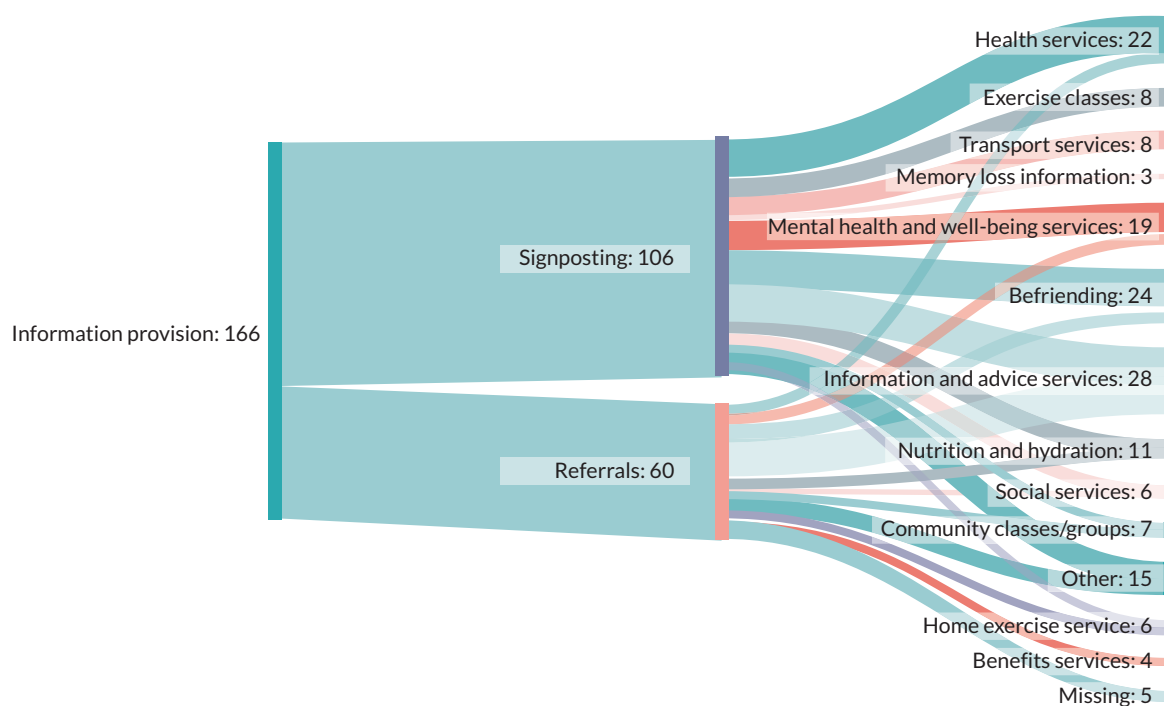 Information provision: 166
Signposting: 106
Referrals: 60
Health services: 22
Exercise classes: 8
Transport services: 8
Memory loss information: 3
Mental health and well-being services: 19
Befriending: 24
Information and advice services: 28
Nutrition and hydration: 11
Social services: 6
Community classes/groups: 7
Other: 15
Home exercise service: 6
Benefits services: 4
Missing: 5